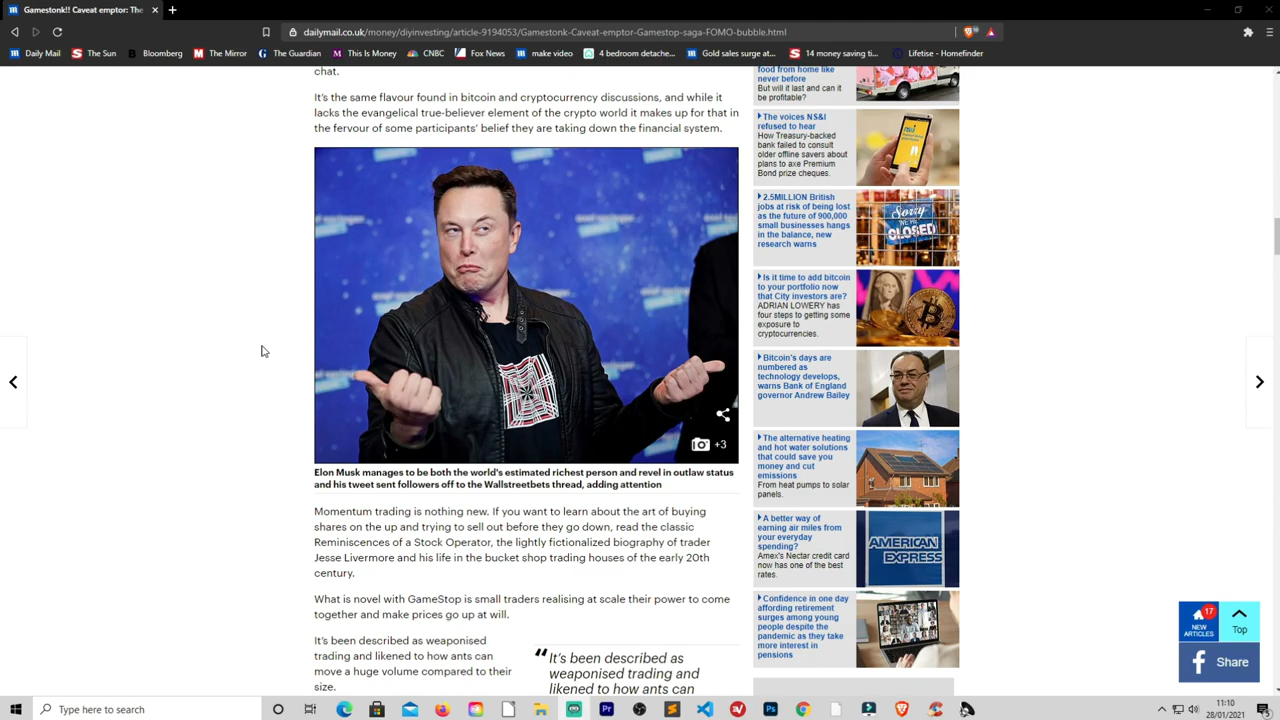 Gamestonk!! Caveat emptor: The
dailymail.co.uk/money/diyinvesting/article-9194053/Gamestonk-Caveat-emptor-Gamestop-saga-FOMO-bubble.html
Daily Mail
The Sun
Bloomberg
The Mirror
The Guardian
This Is Money
CNBC
Fox News
make video
4 bedroom detache...
Gold sales surge at...
14 money saving ti...
Lifetise - Homefinder
chat.
It's the same flavour found in bitcoin and cryptocurrency discussions, and while it
lacks the evangelical true-believer element of the crypto world it makes up for that in
the fervour of some participants' belief they are taking down the financial system.
+3
Elon Musk manages to be both the world's estimated richest person and revel in outlaw status
and his tweet sent followers off to the Wallstreetbets thread, adding attention
Momentum trading is nothing new. If you want to learn about the art of buying
shares on the up and trying to sell out before they go down, read the classic
Reminiscences of a Stock Operator, the lightly fictionalized biography of trader
Jesse Livermore and his life in the bucket shop trading houses of the early 20th
century.
What is novel with GameStop is small traders realising at scale their power to come
together and make prices go up at will.
It's been described as weaponised
trading and likened to how ants can
move a huge volume compared to their
size.
“It's been described as
weaponised trading and
likened to how ants can
food from home like
never before
But will it last and can it
be profitable?
The voices NS&I
refused to hear
How Treasury-backed
bank failed to consult
older offline savers about
plans to axe Premium
Bond prize cheques.
2.5MILLION British
jobs at risk of being lost
as the future of 900,000
small businesses hangs
in the balance, new
research warns
Sorry
WE'RE
CLOSED
Is it time to add bitcoin
to your portfolio now
that City investors are?
ADRIAN LOWERY has
four steps to getting some
exposure to
cryptocurrencies.
Bitcoin's days are
numbered as
technology develops,
warns Bank of England
governor Andrew Bailey
The alternative heating
and hot water solutions
that could save you
money and cut
emissions
From heat pumps to solar
panels.
A better way of
earning air miles from
your everyday
spending?
Amex's Nectar credit card
now has one of the best
rates.
AMERICAN
EXPRESS
Confidence in one day
affording retirement
surges among young
people despite the
pandemic as they take
more interest in
pensions
17
NEW
ARTICLES
Top
Share
Type here to search
11:10
28/01/2021